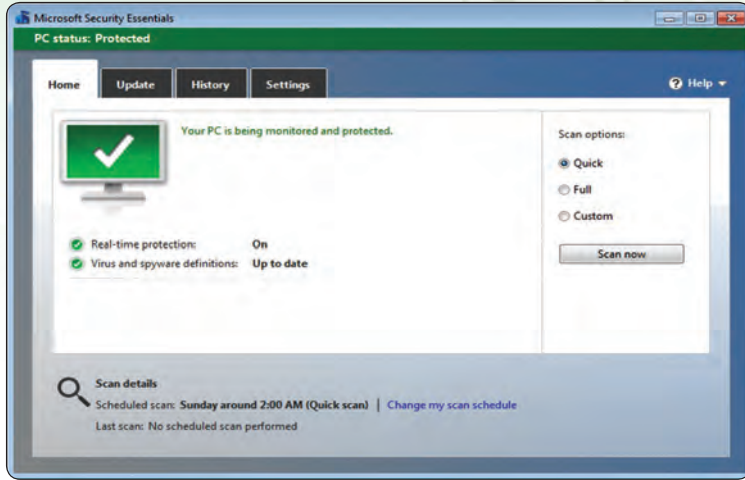 Microsoft Security Essentials
PC status: Protected
Home Update History Settings Help
Your PC is being monitored and protected.
Scan options:
Quick
Full
Custom
Scan now
Real-time protection: On
Virus and spyware definitions: Up to date
Scan details
Scheduled scan: Sunday around 2:00 AM (Quick scan) | Change my scan schedule
Last scan: No scheduled scan performed